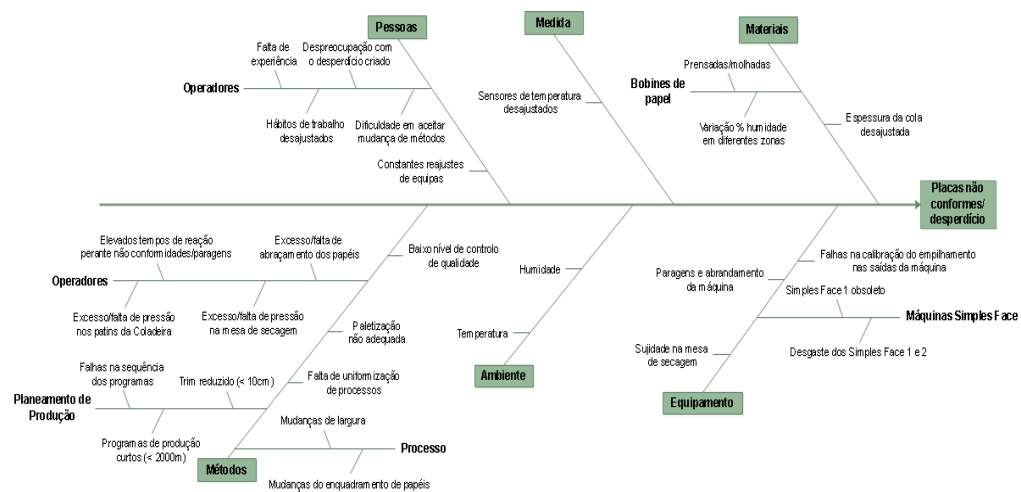 Pessoas
Medida
Materiais
Falta de
experiência
Despreocupação com
o desperdício criado
Operadores
Hábitos de trabalho
desajustados
Dificuldade em aceitar
mudança de métodos
Constantes reajustes
de equipas
Sensores de temperatura
desajustados
Prensadas/molhadas
Bobines de
papel
Variação % humidade
em diferentes zonas
Espessura da cola
desajustada
Placas não
conformes/
desperdício
Elevados tempos de reação
perante não conformidades/paragens
Excesso/falta de
abraçamento dos papéis
Baixo nível de controlo
de qualidade
Operadores
Excesso/falta de pressão
nos patins da Coladeira
Excesso/falta de pressão
na mesa de secagem
Paletização
não adequada
Falhas na sequência
dos programas
Trim reduzido (< 10cm)
Falta de uniformização
de processos
Planeamento de
Produção
Programas de produção
curtos (< 2000m)
Mudanças de largura
Processo
Mudanças do enquadramento de papéis
Métodos
Humidade
Temperatura
Ambiente
Falhas na calibração do empilhamento
nas saídas da máquina
Paragens e abrandamento
da máquina
Simples Face 1 obsoleto
Máquinas Simples Face
Desgaste dos Simples Face 1 e 2
Sujidade na mesa
de secagem
Equipamento